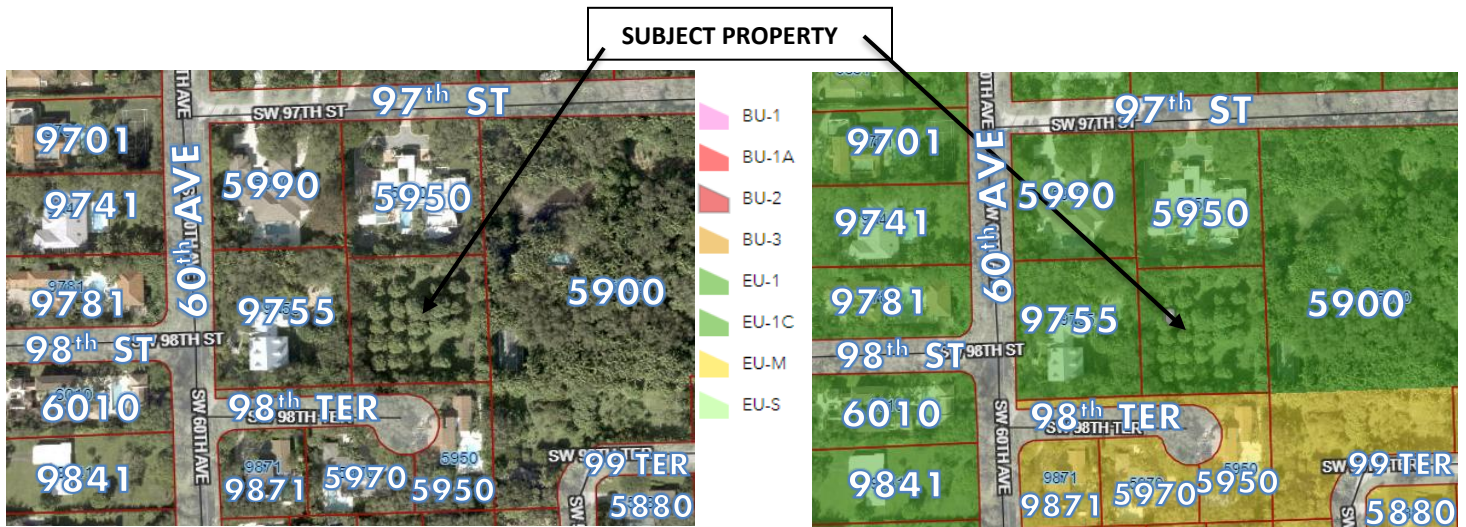 SUBJECT PROPERTY
97th ST
SW 97TH ST
9701
9741
60th AVE
5990
5950
9781
9755
5900
98th ST
SW 98TH ST
6010
98th TER
SW 98TH TER
SW 60TH AVE
9841
9871
9871
5970
5950
5950
99 TER
5880
BU-1
BU-1A
BU-2
BU-3
EU-1
EU-1C
EU-M
EU-S
97th ST
SW 97TH ST
9701
9741
60th AVE
5990
5950
9781
9755
5900
98th ST
SW 98TH ST
6010
98th TER
SW 98TH TER
SW 60TH AVE
9841
9871
9871
5970
5950
5950
99 TER
5880